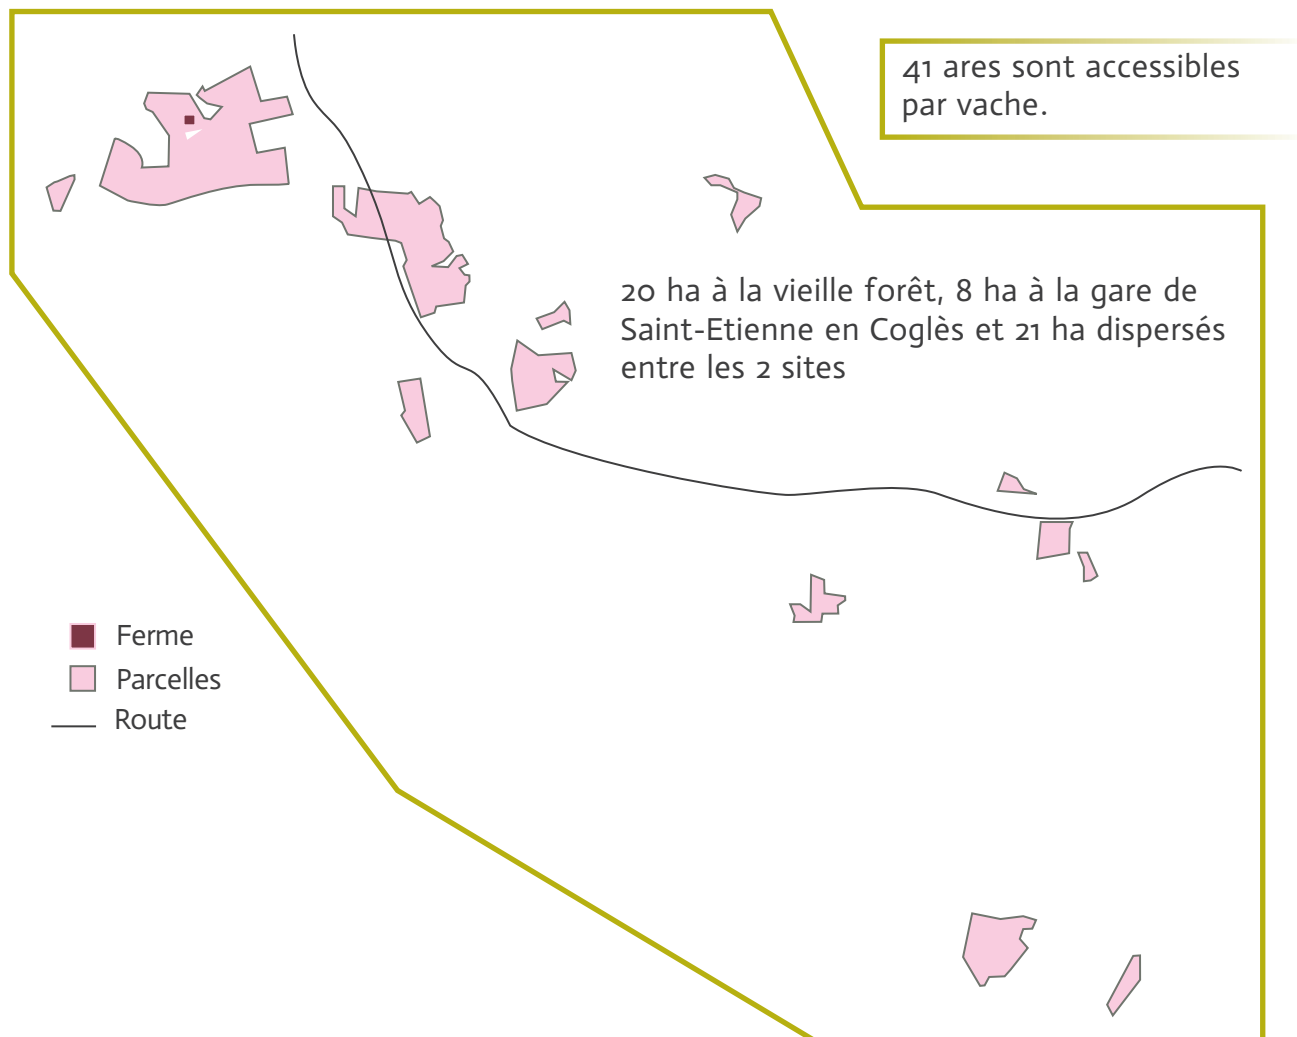 41 ares sont accessibles
par vache.
20 ha à la vieille forêt, 8 ha à la gare de
Saint-Etienne en Coglès et 21 ha dispersés
entre les 2 sites
Ferme
Parcelles
Route